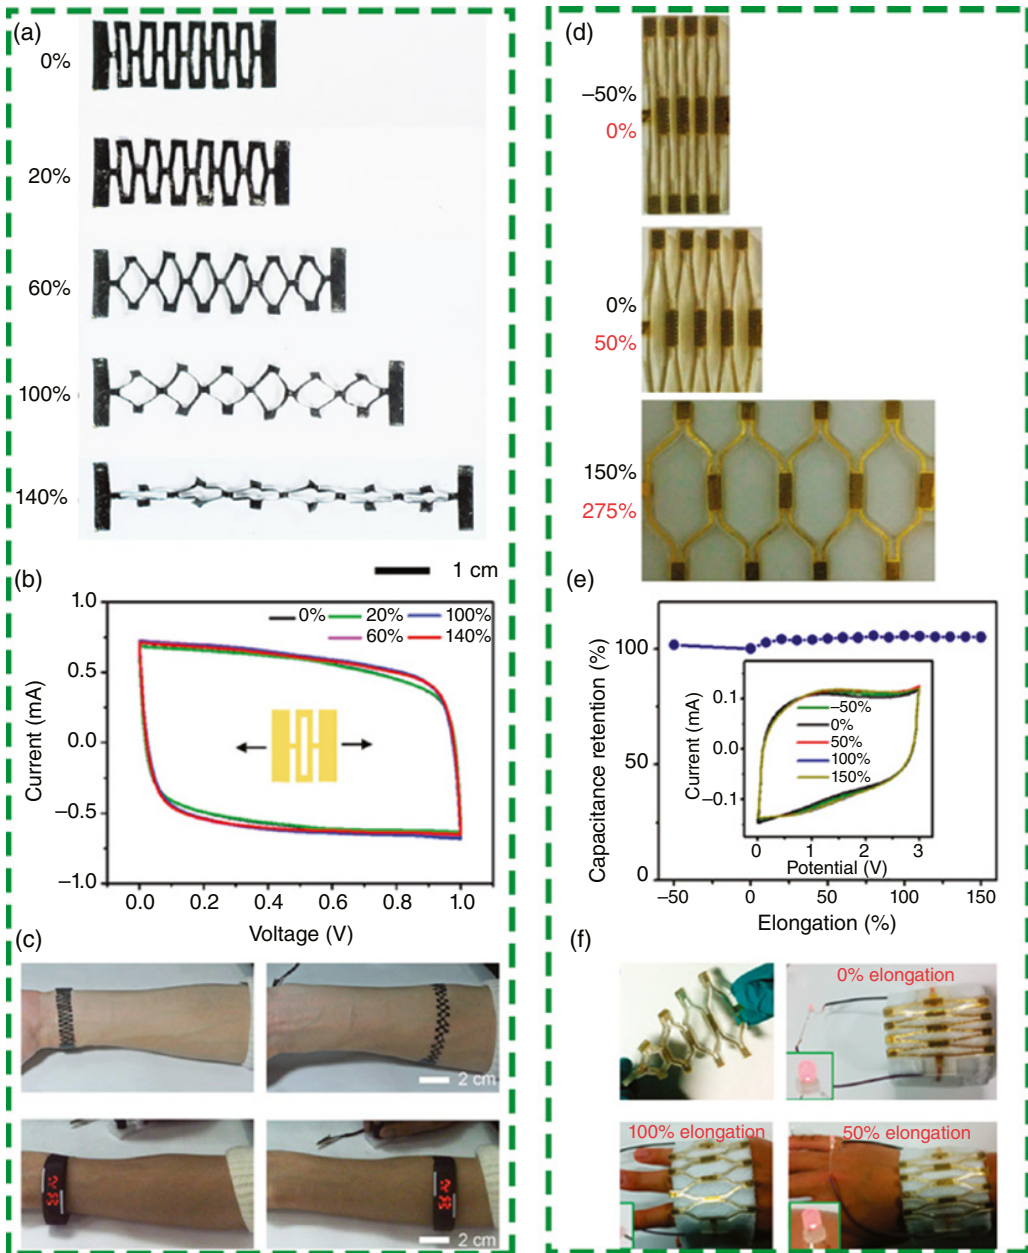 (a)
0%
20%
60%
100%
140%
1 cm
(b)
1.0
0.5
0.0
−0.5
−1.0
Current (mA)
0% 20% 100%
60% 140%
0.0 0.2 0.4 0.6 0.8 1.0
Voltage (V)
(c)
2 cm
2 cm
(d)
−50%
0%
0%
50%
150%
275%
(e)
100
50
0
Capacitance retention (%)
0.1
0.0
−0.1
Current (mA)
−50%
0%
50%
100%
150%
0 1 2 3
Potential (V)
−50 0 50 100 150
Elongation (%)
(f)
0% elongation
100% elongation
50% elongation